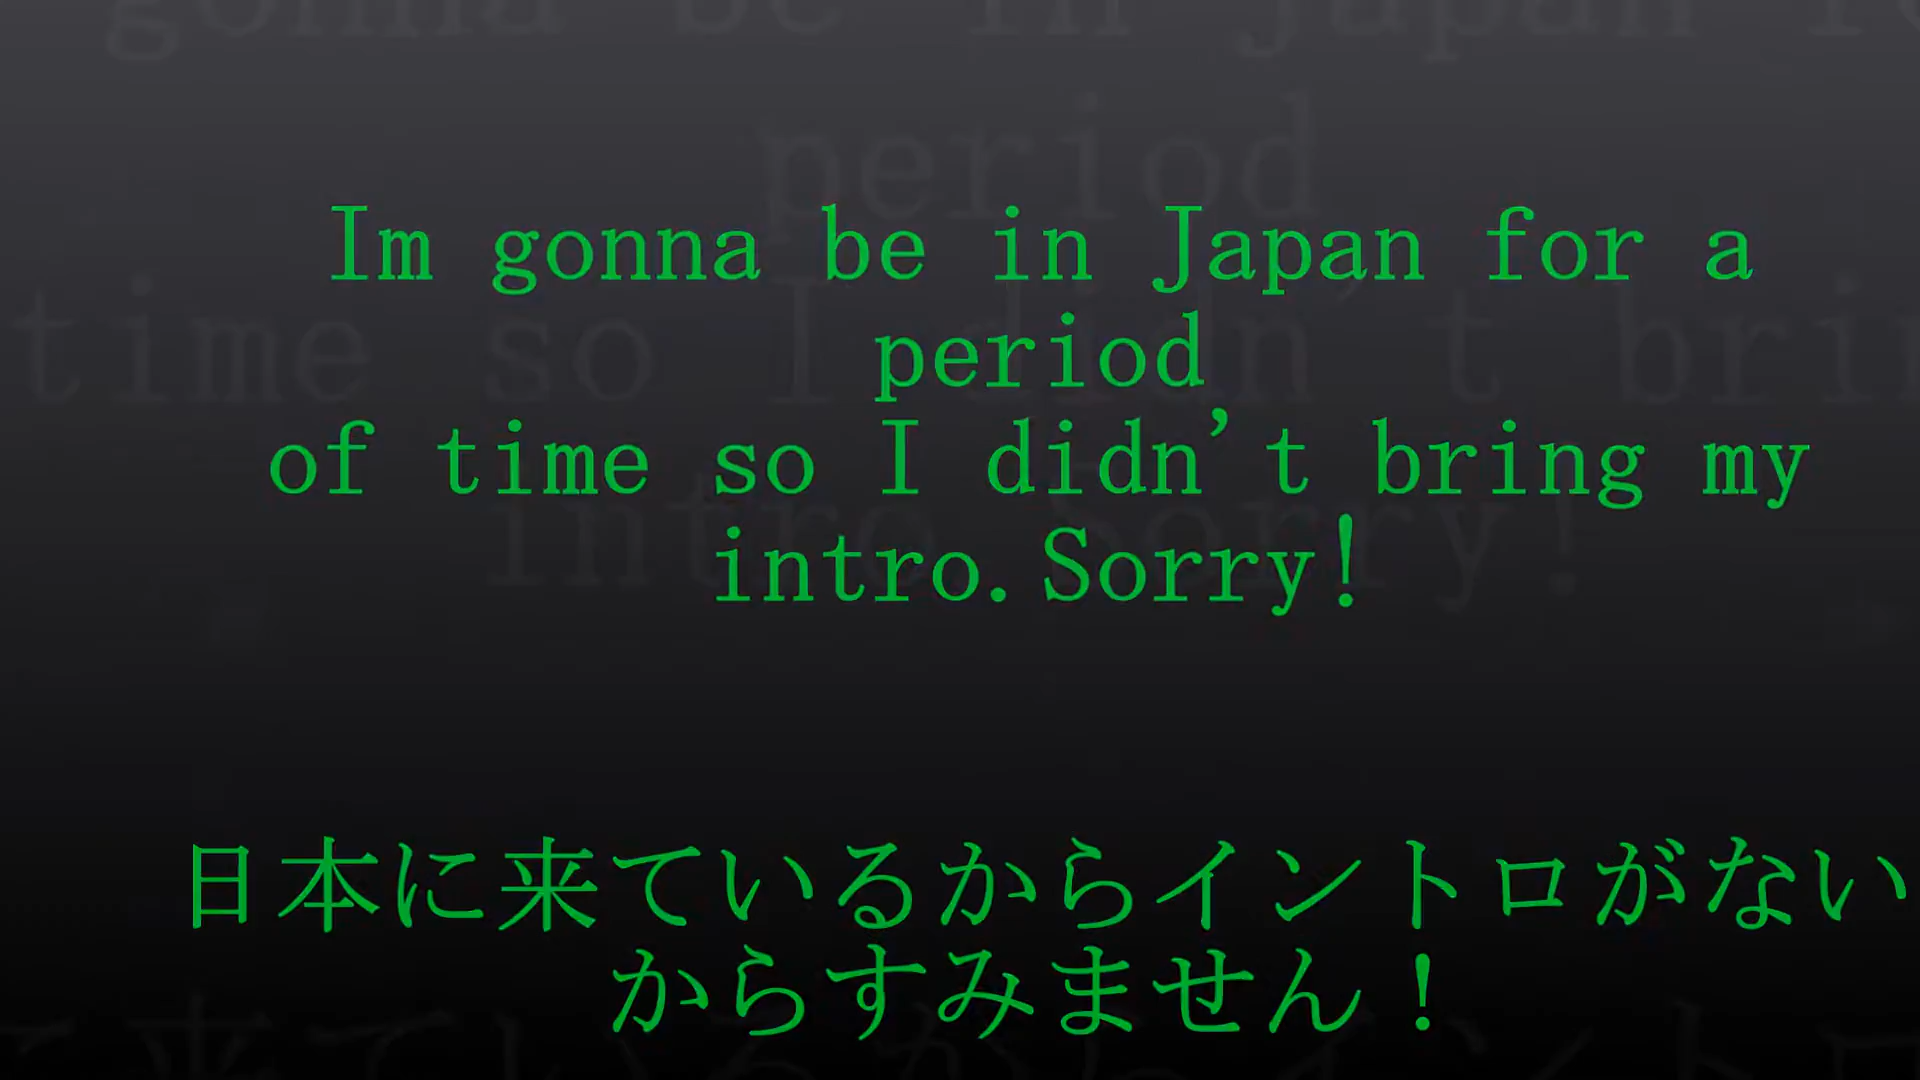 Im gonna be in Japan for a
period
of time so I didn't bring my
intro.Sorry!
日本に来ているからイントロがない
からすみません！